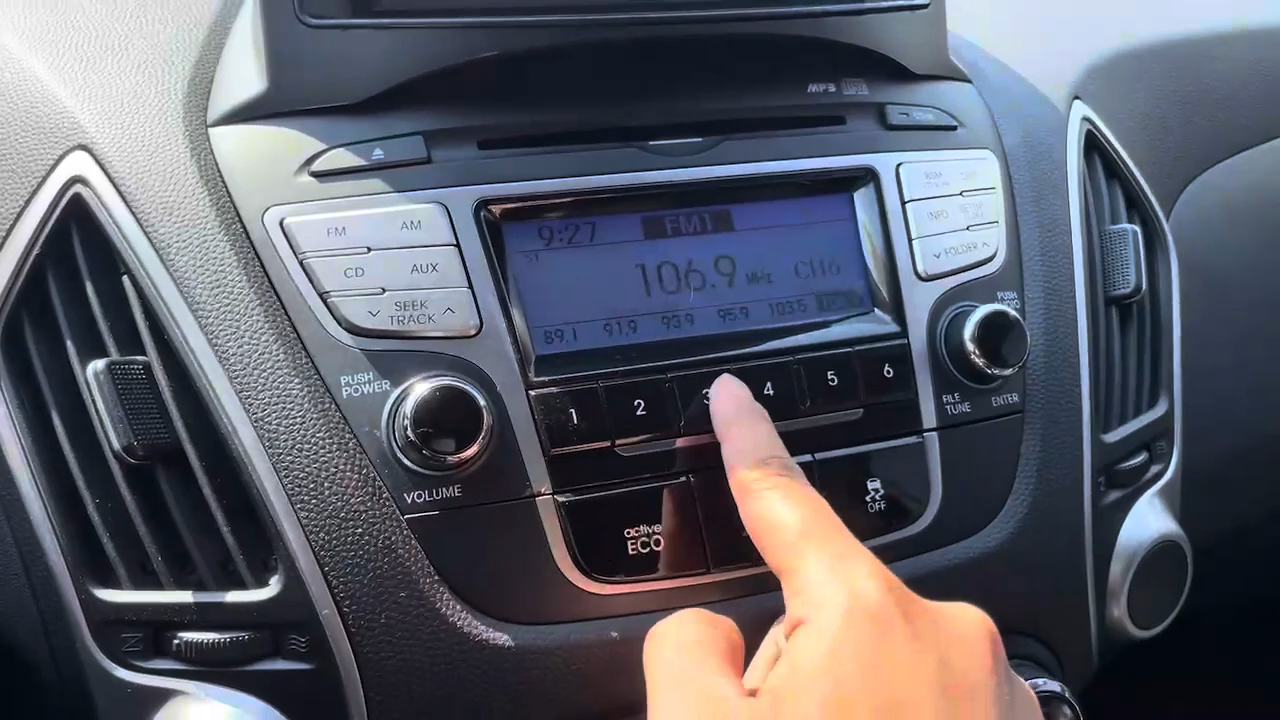 MP3
FM AM
CD AUX
SEEK
TRACK
9:27 FM1
ST
106.9 MHz CH6
89.1 91.9 93.9 95.9 103.5
INFO
FOLDER
PUSH
POWER
VOLUME
1 2 3 4 5 6
PUSH
AUDIO
FILE
TUNE
ENTER
active
ECO
OFF